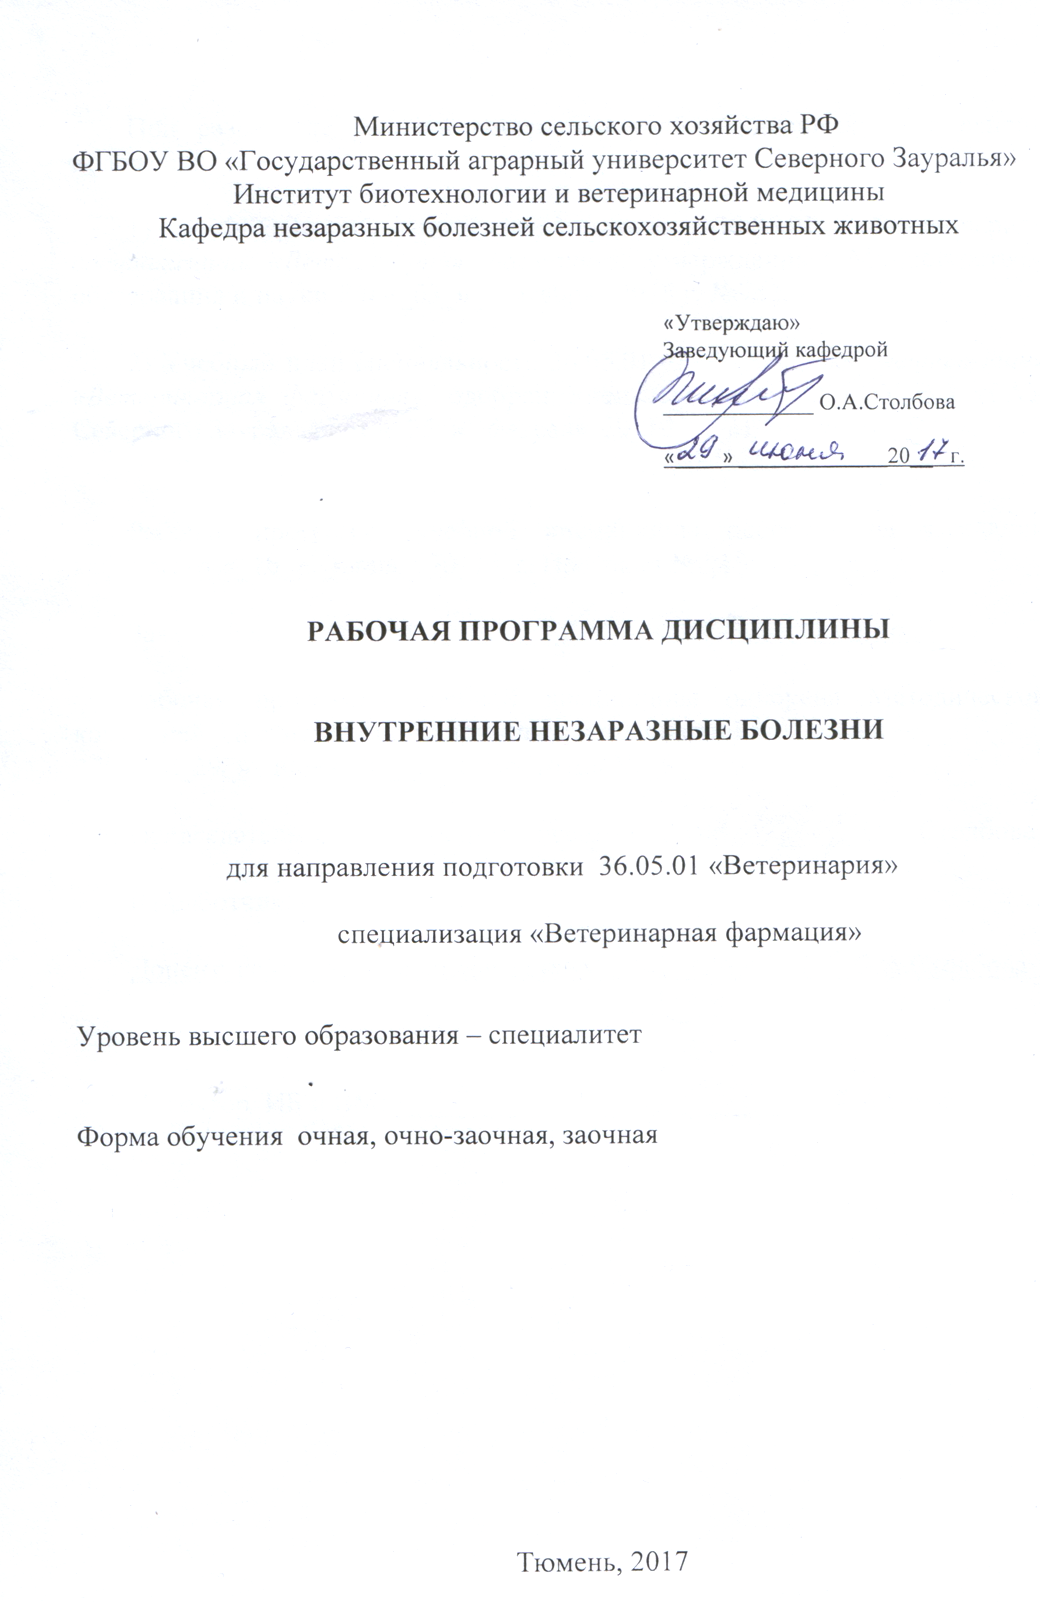 Министерство сельского хозяйства РФ
ФГБОУ ВО «Государственный аграрный университет Северного Зауралья»
Институт биотехнологии и ветеринарной медицины
Кафедра незаразных болезней сельскохозяйственных животных
«Утверждаю»
Заведующий кафедрой
О.А.Столбова
«29» июня 2017 г.
РАБОЧАЯ ПРОГРАММА ДИСЦИПЛИНЫ
ВНУТРЕННИЕ НЕЗАРАЗНЫЕ БОЛЕЗНИ
для направления подготовки 36.05.01 «Ветеринария»
специализация «Ветеринарная фармация»
Уровень высшего образования – специалитет
Форма обучения очная, очно-заочная, заочная
Тюмень, 2017